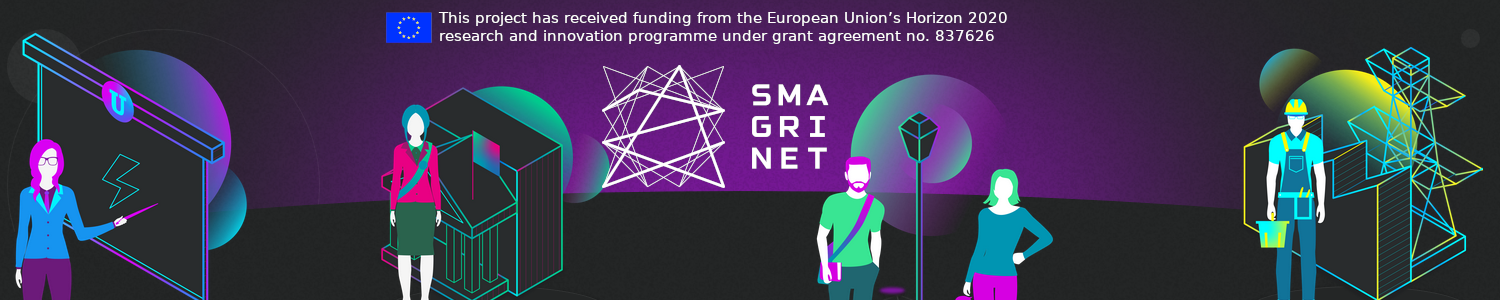 This project has received funding from the European Union’s Horizon 2020
research and innovation programme under grant agreement no. 837626
U
SMA
GRI
NET